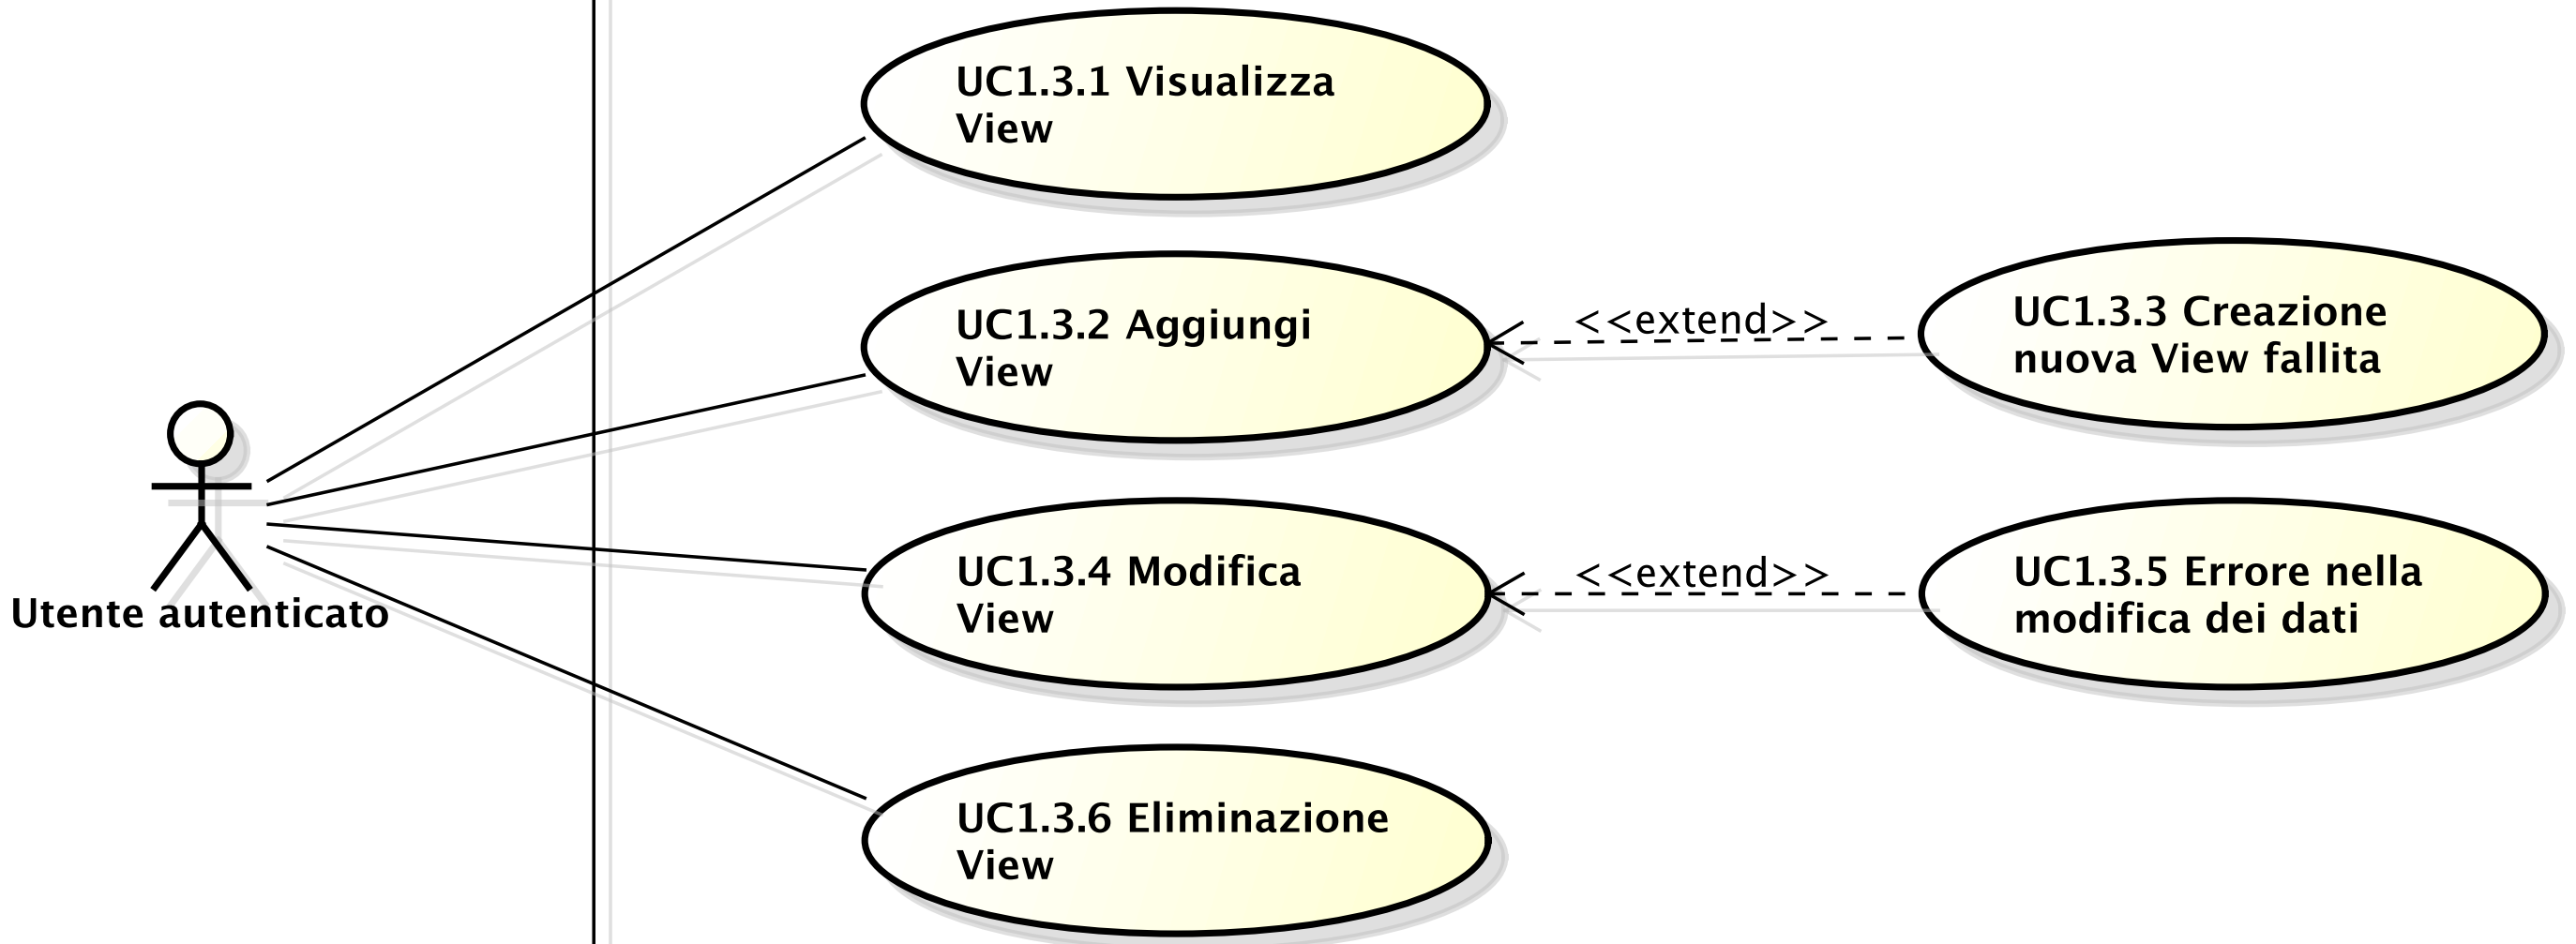 UC1.3.1 Visualizza
View
UC1.3.2 Aggiungi
View
<<extend>>
UC1.3.3 Creazione
nuova View fallita
Utente autenticato
UC1.3.4 Modifica
View
<<extend>>
UC1.3.5 Errore nella
modifica dei dati
UC1.3.6 Eliminazione
View